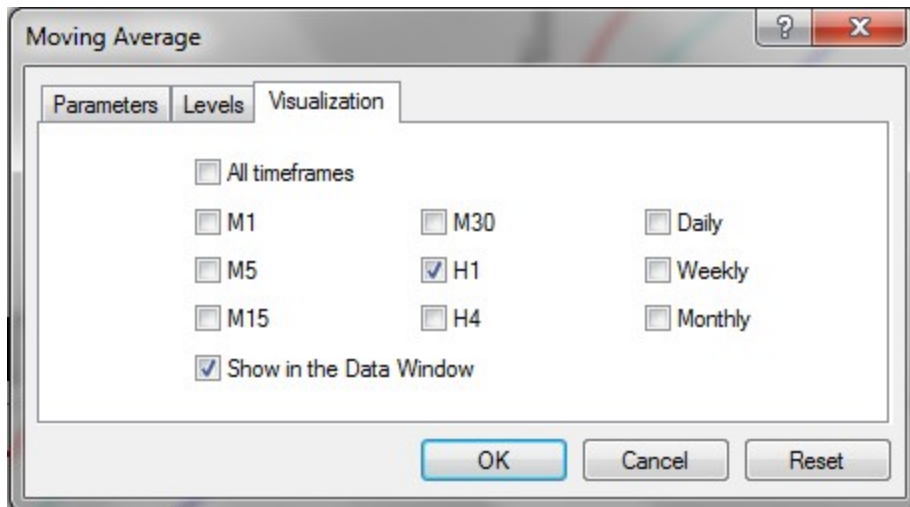 Moving Average
Parameters Levels Visualization
All timeframes
M1 M30 Daily
M5 H1 Weekly
M15 H4 Monthly
Show in the Data Window
OK Cancel Reset